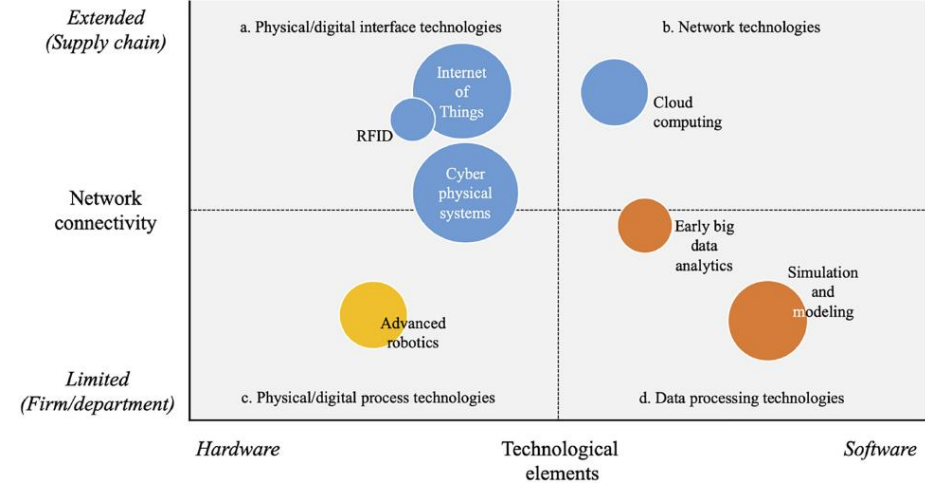 Extended
(Supply chain)
a. Physical/digital interface technologies
b. Network technologies
Internet
of
Things
RFID
Cloud
computing
Cyber
physical
systems
Network
connectivity
Early big
data
analytics
Simulation
and
modeling
Advanced
robotics
Limited
(Firm/department)
c. Physical/digital process technologies
d. Data processing technologies
Hardware
Technological
elements
Software